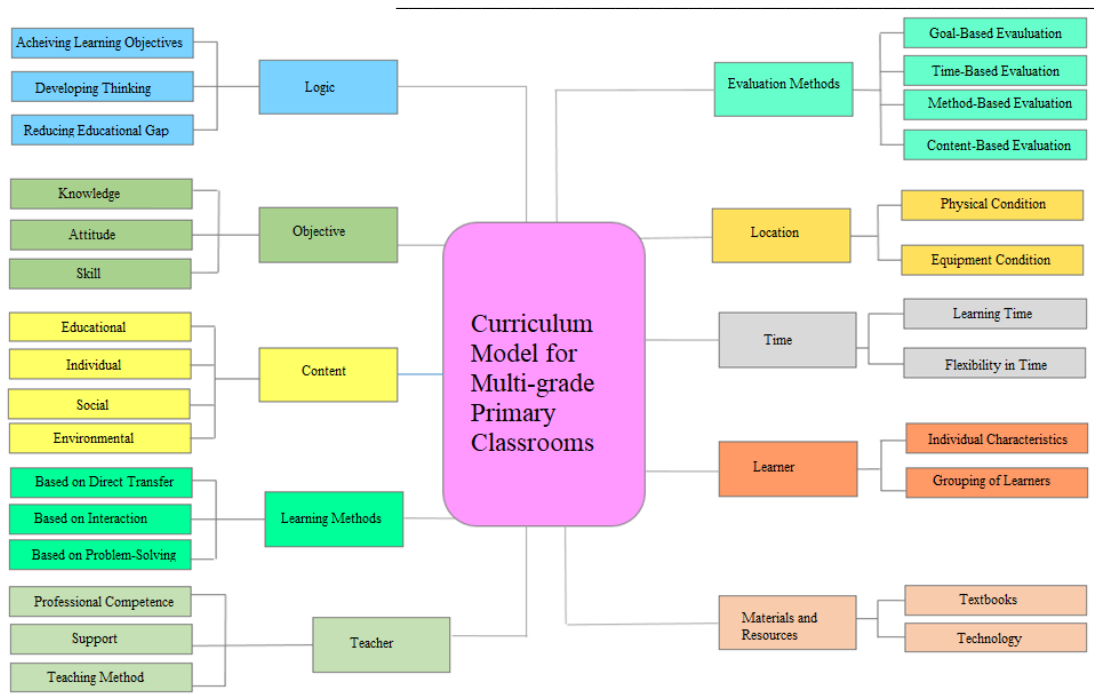 Acheiving Learning Objectives
Developing Thinking
Reducing Educational Gap
Logic
Knowledge
Attitude
Skill
Objective
Educational
Individual
Social
Environmental
Content
Based on Direct Transfer
Based on Interaction
Based on Problem-Solving
Learning Methods
Professional Competence
Support
Teaching Method
Teacher
Curriculum
Model for
Multi-grade
Primary
Classrooms
Evaluation Methods
Goal-Based Evauluation
Time-Based Evaluation
Method-Based Evaluation
Content-Based Evaluation
Location
Physical Condition
Equipment Condition
Time
Learning Time
Flexibility in Time
Learner
Individual Characteristics
Grouping of Learners
Materials and
Resources
Textbooks
Technology